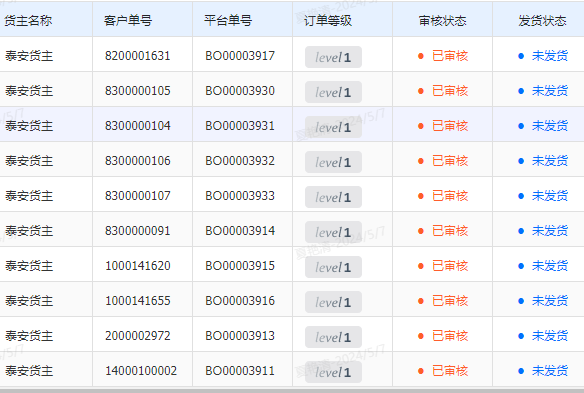 货主名称 客户单号 平台单号 订单等级 审核状态 发货状态
泰安货主 8200001631 BO00003917 level1 已审核 未发货
泰安货主 8300000105 BO00003930 level1 已审核 未发货
泰安货主 8300000104 BO00003931 level1 已审核 未发货
泰安货主 8300000106 BO00003932 level1 已审核 未发货
泰安货主 8300000107 BO00003933 level1 已审核 未发货
泰安货主 8300000091 BO00003914 level1 已审核 未发货
泰安货主 1000141620 BO00003915 level1 已审核 未发货
泰安货主 1000141655 BO00003916 level1 已审核 未发货
泰安货主 2000002972 BO00003913 level1 已审核 未发货
泰安货主 14000100002 BO00003911 level1 已审核 未发货